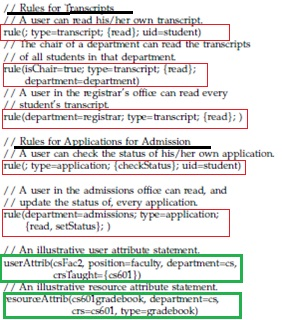 // Rules for Transcripts
// A user can read his/her own transcript.
rule(; type=transcript; {read}; uid=student)
// The chair of a department can read the transcripts
// of all students in that department.
rule(isChair=true; type=transcript; {read};
department=department)
// A user in the registrar's office can read every
// student's transcript.
rule(department=registrar; type=transcript; {read}; )
// Rules for Applications for Admission
// A user can check the status of his/her own application.
rule(; type=application; {checkStatus}; uid=student)
// A user in the admissions office can read, and
// update the status of, every application.
rule(department=admissions; type=application;
{read, setStatus}; )
// An illustrative user attribute statement.
userAttrib(csFac2, position=faculty, department=cs,
crsTaught={cs601})
// An illustrative resource attribute statement.
resourceAttrib(cs601gradebook, department=cs,
crs=cs601, type=gradebook)